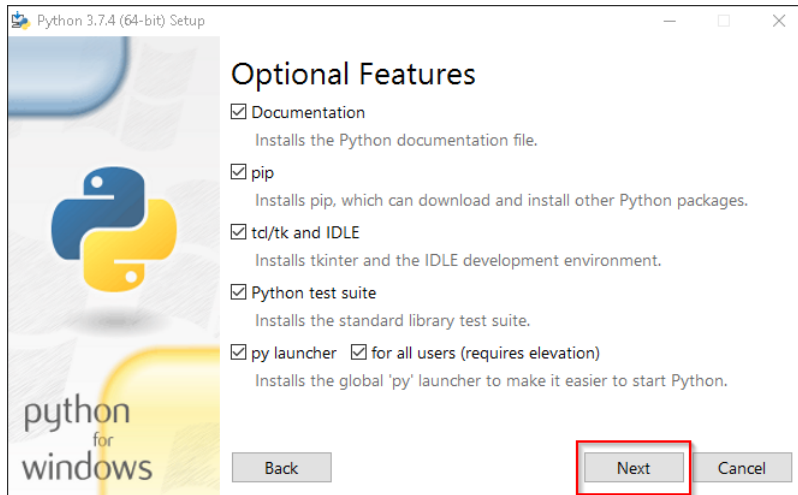 Python 3.7.4 (64-bit) Setup
Optional Features
Documentation
Installs the Python documentation file.
pip
Installs pip, which can download and install other Python packages.
tcl/tk and IDLE
Installs tkinter and the IDLE development environment.
Python test suite
Installs the standard library test suite.
py launcher for all users (requires elevation)
Installs the global 'py' launcher to make it easier to start Python.
python
for
windows
Back Next Cancel